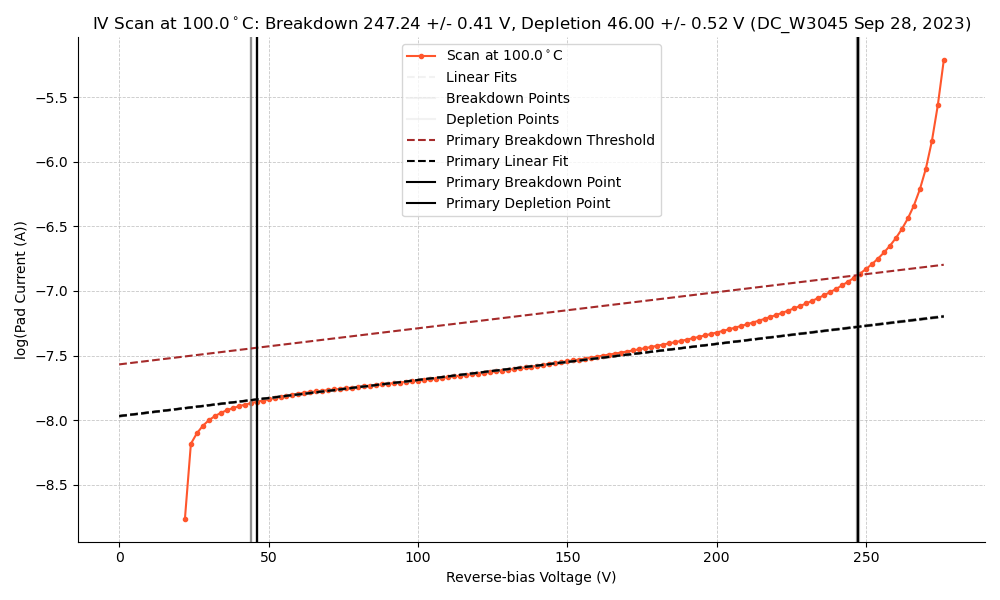 IV Scan at 100.0°C: Breakdown 247.24 +/- 0.41 V, Depletion 46.00 +/- 0.52 V (DC_W3045 Sep 28, 2023)
Scan at 100.0°C
Linear Fits
Breakdown Points
Depletion Points
Primary Breakdown Threshold
Primary Linear Fit
Primary Breakdown Point
Primary Depletion Point
log(Pad Current (A))
−5.5
−6.0
−6.5
−7.0
−7.5
−8.0
−8.5
0 50 100 150 200 250
Reverse-bias Voltage (V)